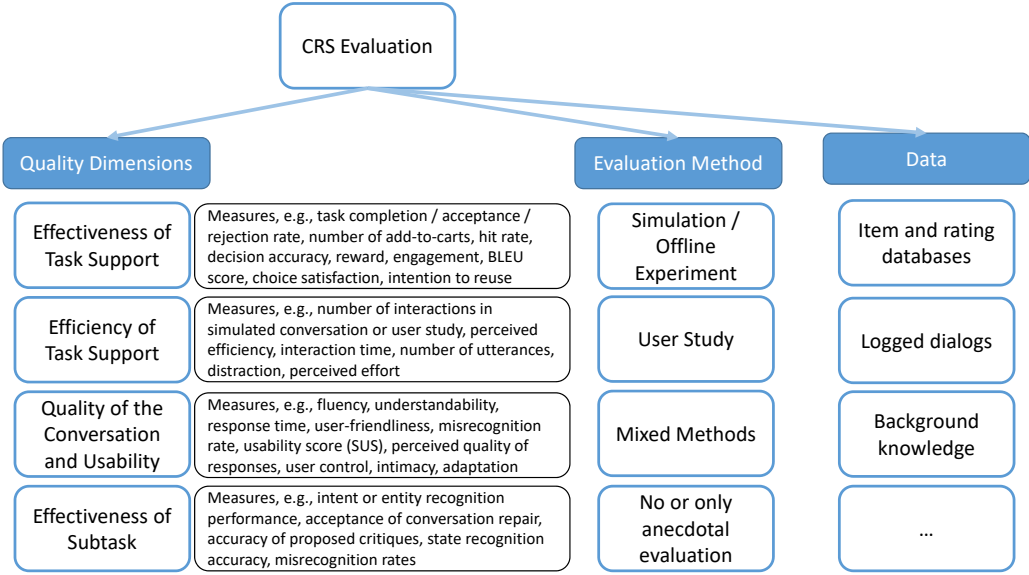 CRS Evaluation
Quality Dimensions
Evaluation Method
Data
Effectiveness of
Task Support
Measures, e.g., task completion / acceptance /
rejection rate, number of add-to-carts, hit rate,
decision accuracy, reward, engagement, BLEU
score, choice satisfaction, intention to reuse
Simulation /
Offline
Experiment
Item and rating
databases
Efficiency of
Task Support
Measures, e.g., number of interactions in
simulated conversation or user study, perceived
efficiency, interaction time, number of utterances,
distraction, perceived effort
User Study
Logged dialogs
Quality of the
Conversation
and Usability
Measures, e.g., fluency, understandability,
response time, user-friendliness, misrecognition
rate, usability score (SUS), perceived quality of
responses, user control, intimacy, adaptation
Mixed Methods
Background
knowledge
Effectiveness of
Subtask
Measures, e.g., intent or entity recognition
performance, acceptance of conversation repair,
accuracy of proposed critiques, state recognition
accuracy, misrecognition rates
No or only
anecdotal
evaluation
...